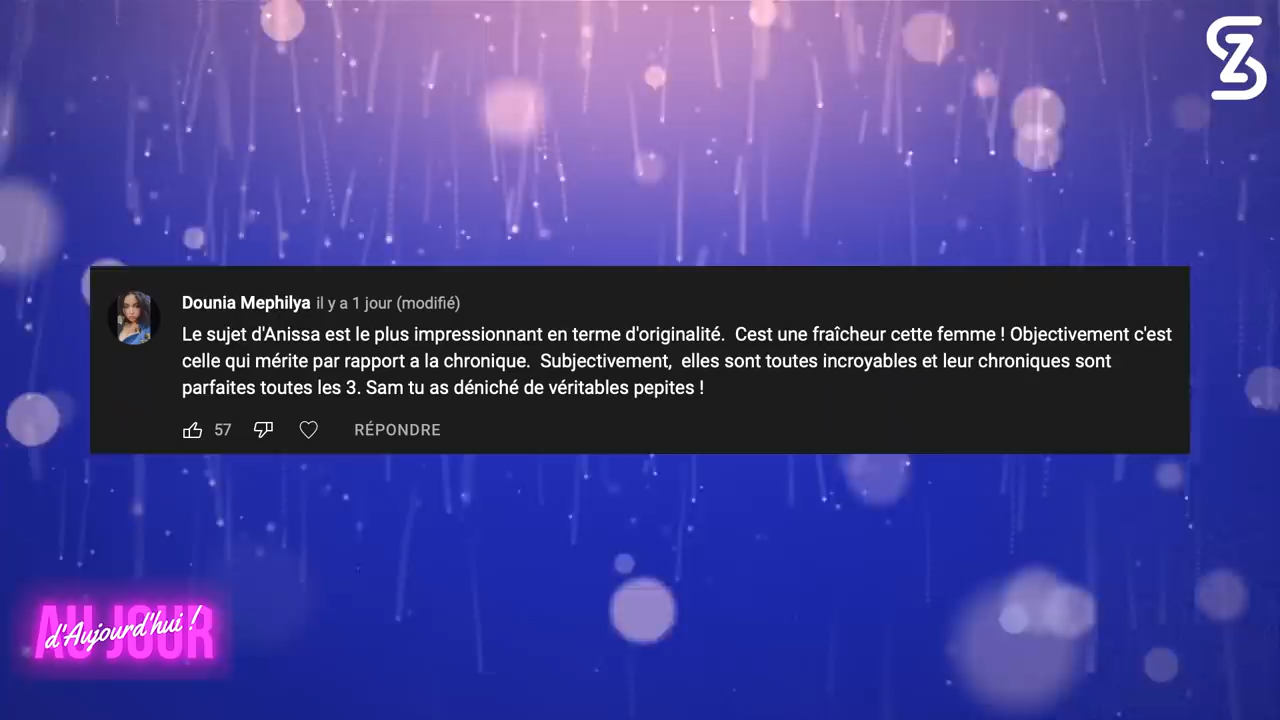 SZ
Dounia Mephilya il y a 1 jour (modifié)
Le sujet d'Anissa est le plus impressionnant en terme d'originalité.  Cest une fraîcheur cette femme ! Objectivement c'est
celle qui mérite par rapport a la chronique.  Subjectivement,  elles sont toutes incroyables et leur chroniques sont
parfaites toutes les 3. Sam tu as déniché de véritables pepites !
57 RÉPONDRE
AU JOUR
d'Aujourd'hui !